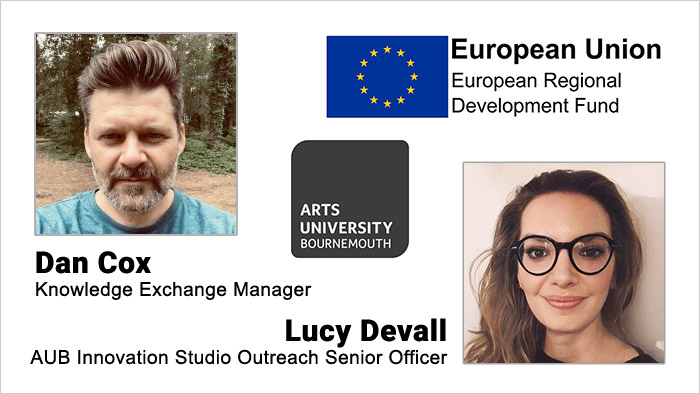 European Union
European Regional
Development Fund
ARTS
UNIVERSITY
BOURNEMOUTH
Dan Cox
Knowledge Exchange Manager
Lucy Devall
AUB Innovation Studio Outreach Senior Officer